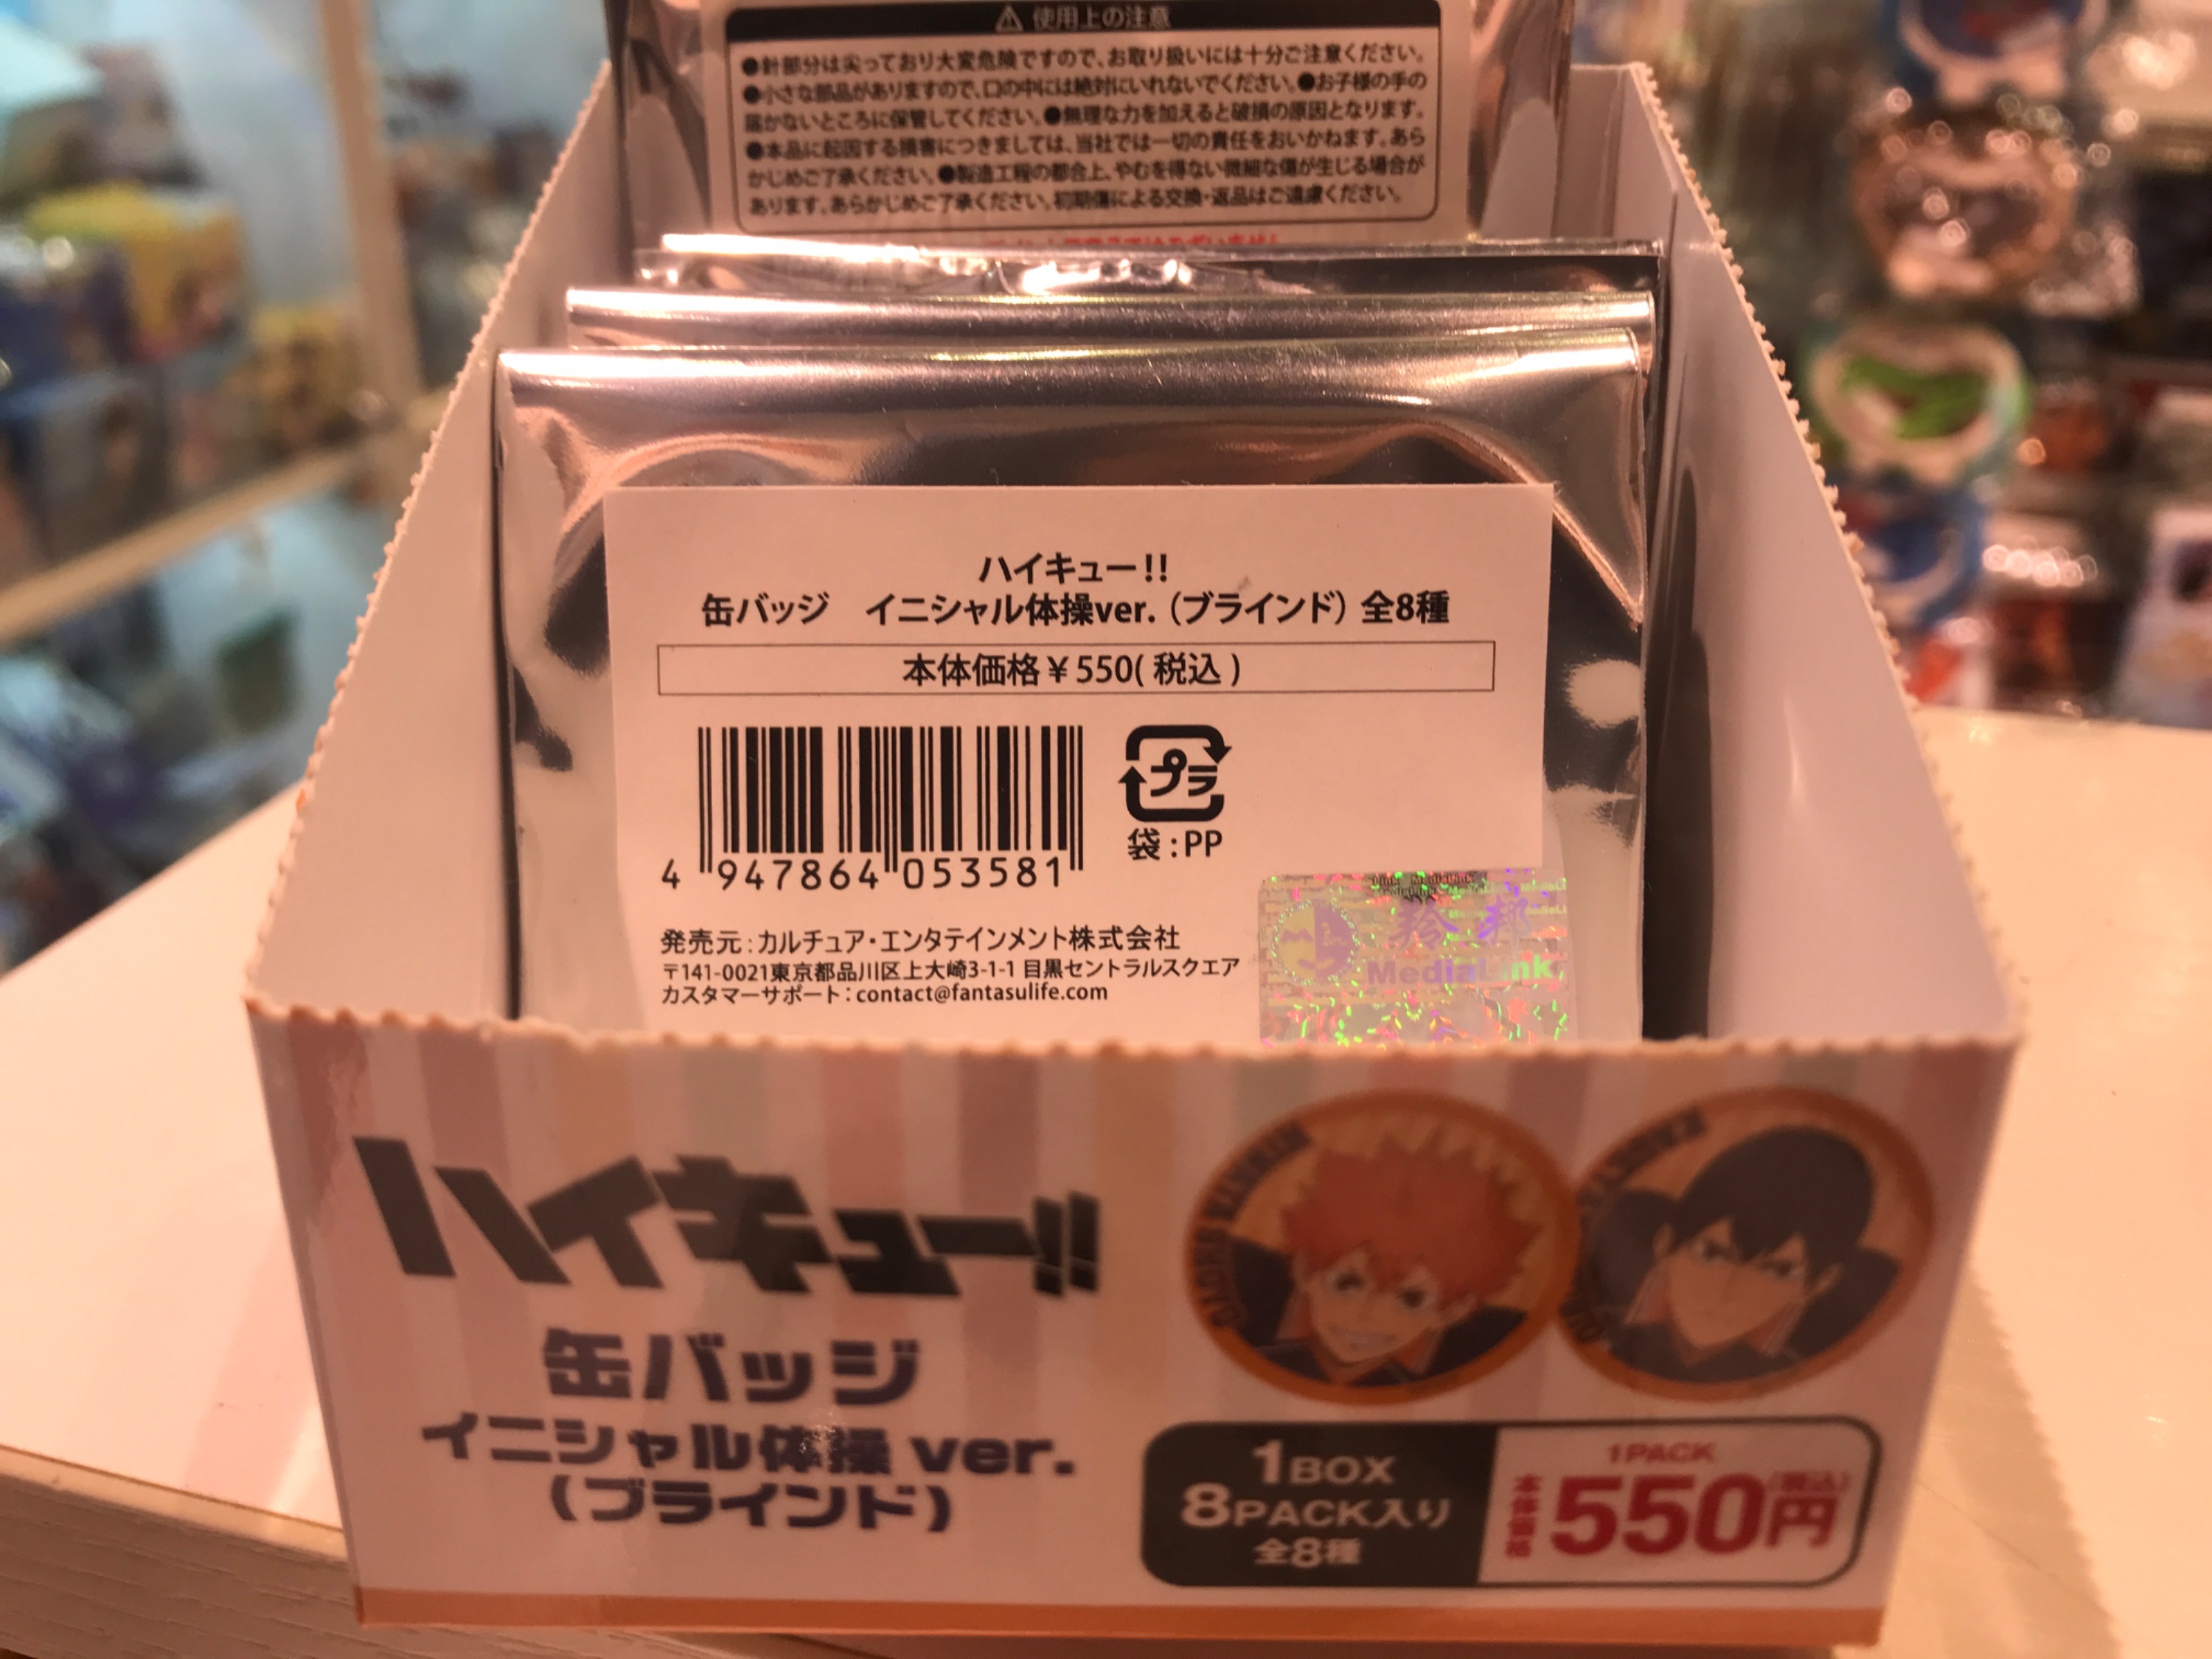 ⚠ 使用上の注意
●針部分は尖っており大変危険ですので、お取り扱いには十分ご注意ください。
●小さな部品がありますので、口の中には絶対にいれないでください。●お子様の手の
届かないところに保管してください。●無理な力を加えると破損の原因となります。
●本品に起因する損害につきましては、当社では一切の責任をおいかねます。あら
かじめご了承ください。●製造工程の都合上、やむを得ない微細な傷が生じる場合が
あります。あらかじめご了承ください。初期傷による交換・返品はご遠慮ください。
ハイキュー!!
缶バッジ　イニシャル体操ver.（ブラインド）全8種
本体価格￥550(税込)
4 947864 053581
プラ
袋:PP
発売元:カルチュア・エンタテインメント株式会社
〒141-0021東京都品川区上大崎3-1-1 目黒セントラルスクエア
カスタマーサポート:contact@fantasulife.com
MediaLink
ハイキュー!!
缶バッジ
イニシャル体操 ver.
（ブラインド）
1BOX
8PACK入り
全8種
1PACK
本体価格
550円
(税込)